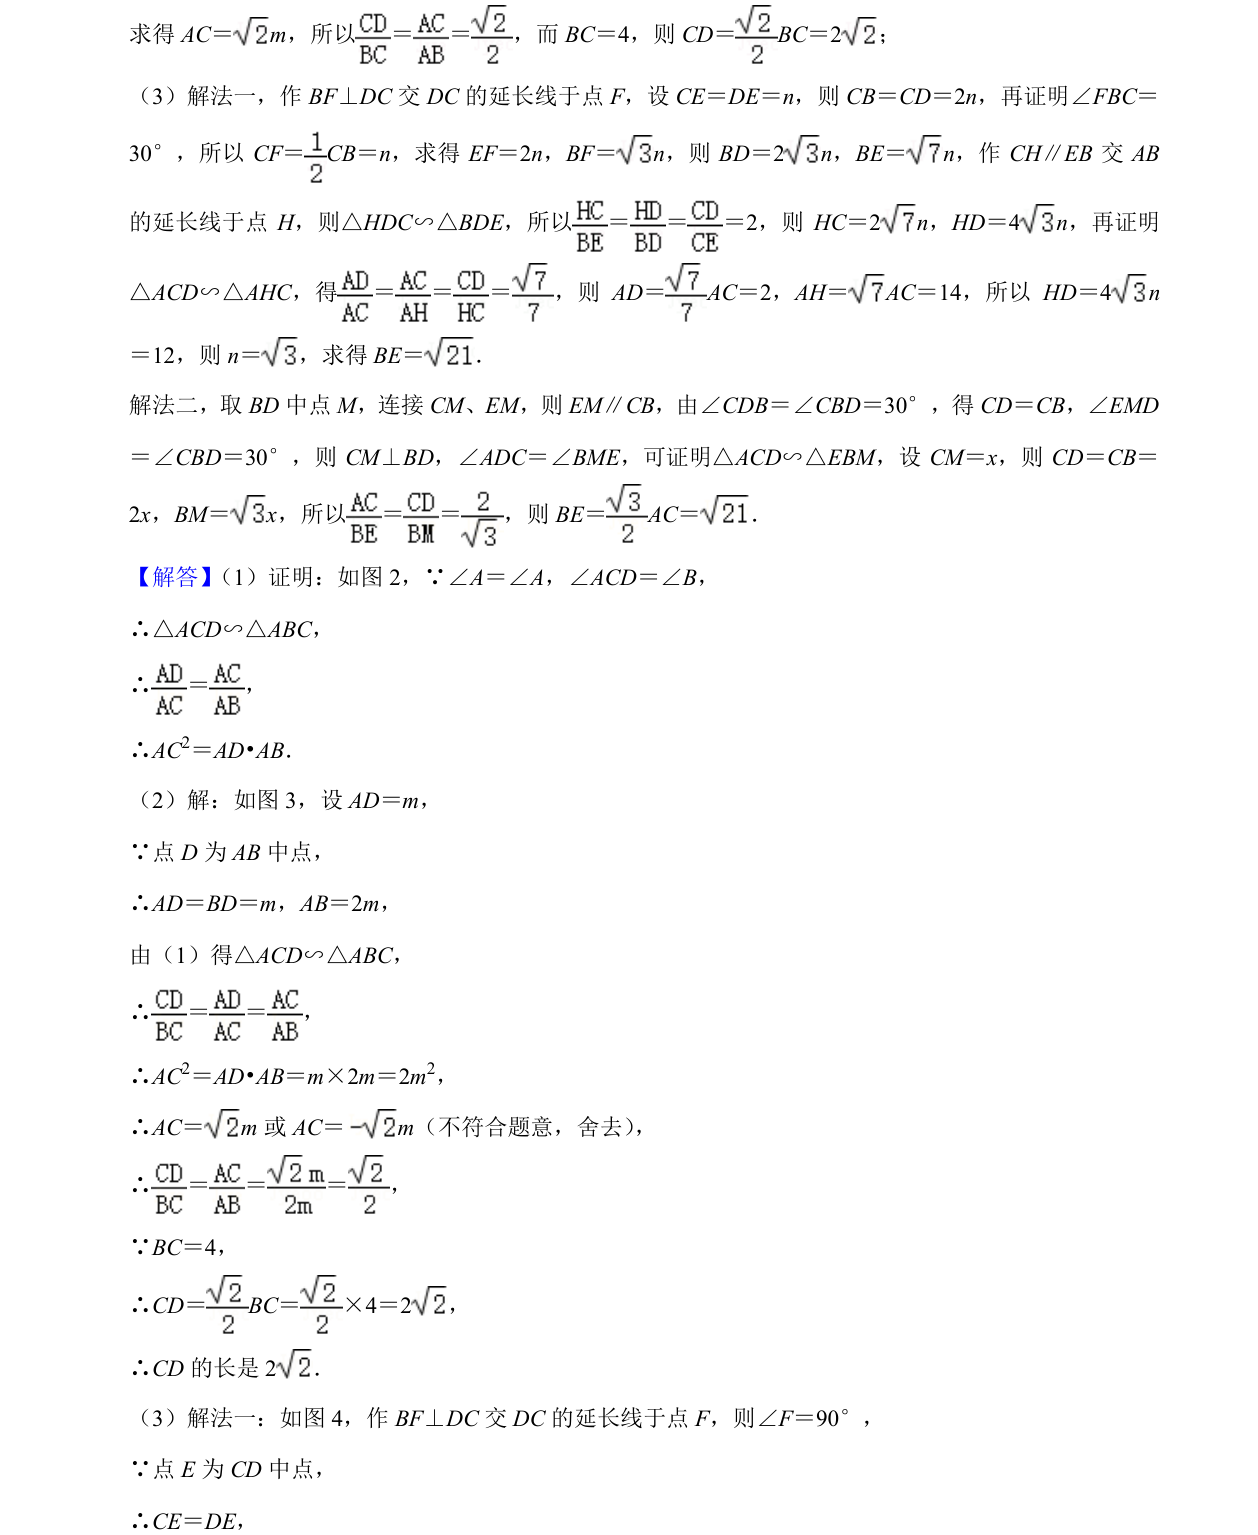 求得 AC=√2m，所以CD/BC=AC/AB=√2/2，而 BC=4，则 CD=√2/2BC=2√2；
（3）解法一，作 BF⊥DC 交 DC 的延长线于点 F，设 CE=DE=n，则 CB=CD=2n，再证明∠FBC=
30°，所以 CF=1/2CB=n，求得 EF=2n，BF=√3n，则 BD=2√3n，BE=√7n，作 CH∥EB 交 AB
的延长线于点 H，则△HDC∽△BDE，所以HC/BE=HD/BD=CD/CE=2，则 HC=2√7n，HD=4√3n，再证明
△ACD∽△AHC，得AD/AC=AC/AH=CD/HC=√7/7，则 AD=√7/7AC=2，AH=√7AC=14，所以 HD=4√3n
=12，则 n=√3，求得 BE=√21．
解法二，取 BD 中点 M，连接 CM、EM，则 EM∥CB，由∠CDB=∠CBD=30°，得 CD=CB，∠EMD
=∠CBD=30°，则 CM⊥BD，∠ADC=∠BME，可证明△ACD∽△EBM，设 CM=x，则 CD=CB=
2x，BM=√3x，所以AC/BE=CD/BM=2/√3，则 BE=√3/2AC=√21．
【解答】（1）证明：如图 2，∵∠A=∠A，∠ACD=∠B，
∴△ACD∽△ABC，
∴AD/AC=AC/AB，
∴AC²=AD•AB．
（2）解：如图 3，设 AD=m，
∵点 D 为 AB 中点，
∴AD=BD=m，AB=2m，
由（1）得△ACD∽△ABC，
∴CD/BC=AD/AC=AC/AB，
∴AC²=AD•AB=m×2m=2m²，
∴AC=√2m 或 AC=-√2m（不符合题意，舍去），
∴CD/BC=AC/AB=√2m/2m=√2/2，
∵BC=4，
∴CD=√2/2BC=√2/2×4=2√2，
∴CD 的长是 2√2．
（3）解法一：如图 4，作 BF⊥DC 交 DC 的延长线于点 F，则∠F=90°，
∵点 E 为 CD 中点，
∴CE=DE，